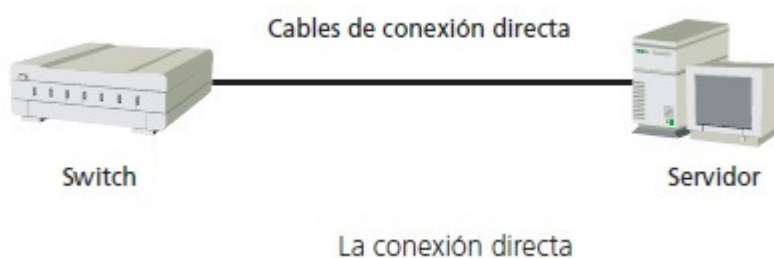 Cables de conexión directa
Switch
Servidor
La conexión directa